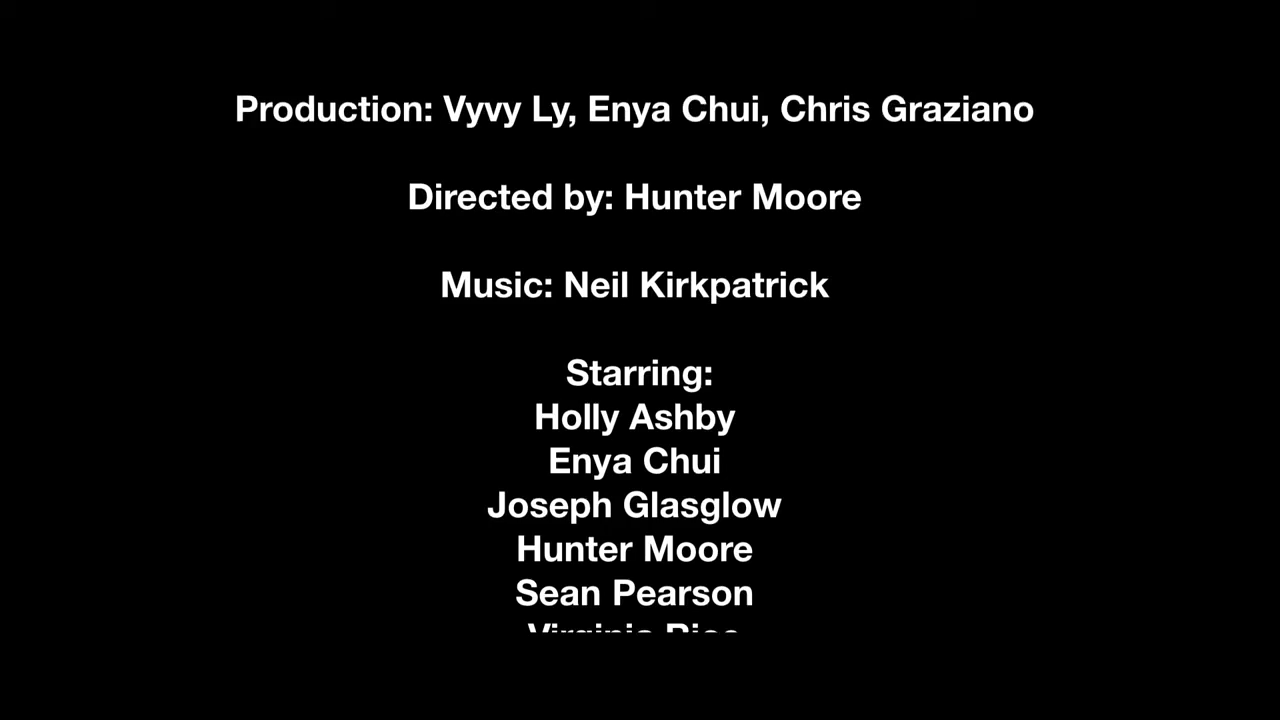 Production: Vyvy Ly, Enya Chui, Chris Graziano
Directed by: Hunter Moore
Music: Neil Kirkpatrick
Starring:
Holly Ashby
Enya Chui
Joseph Glasglow
Hunter Moore
Sean Pearson
Virginia